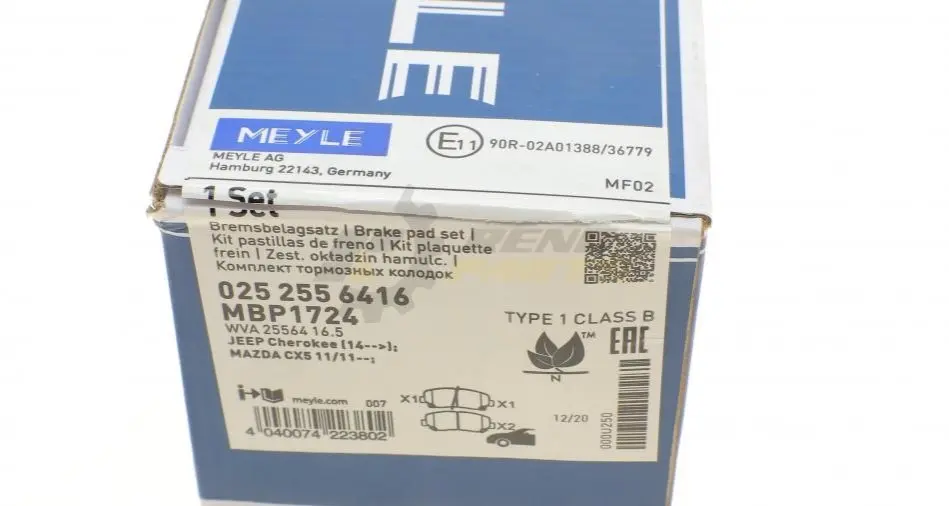 LE
MEYLE
E11 90R-02A01388/36779
MEYLE AG
Hamburg 22143, Germany
MF02
1 Set
Bremsbelagsatz | Brake pad set |
Kit pastillas de freno | Kit plaquette
frein | Zest. okładzin hamulc. |
Комплект тормозных колодок
025 255 6416
MBP1724
WVA 25564 16.5
JEEP Cherokee (14-->);
MAZDA CX5 11/11--;
TYPE 1 CLASS B
TM
EAC
N
meyle.com 007
X1 X1
X2
12/20
000U250
4 040074 223802